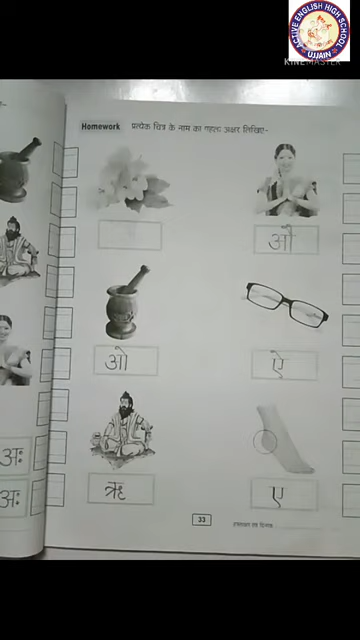 ACTIVE ENGLISH HIGH SCHOOL
UJJAIN
KINEMASTER
Homework प्रत्येक चित्र के नाम का पहला अक्षर लिखिए-
औ
ओ
ऐ
ऋ
ए
अः
अः
33